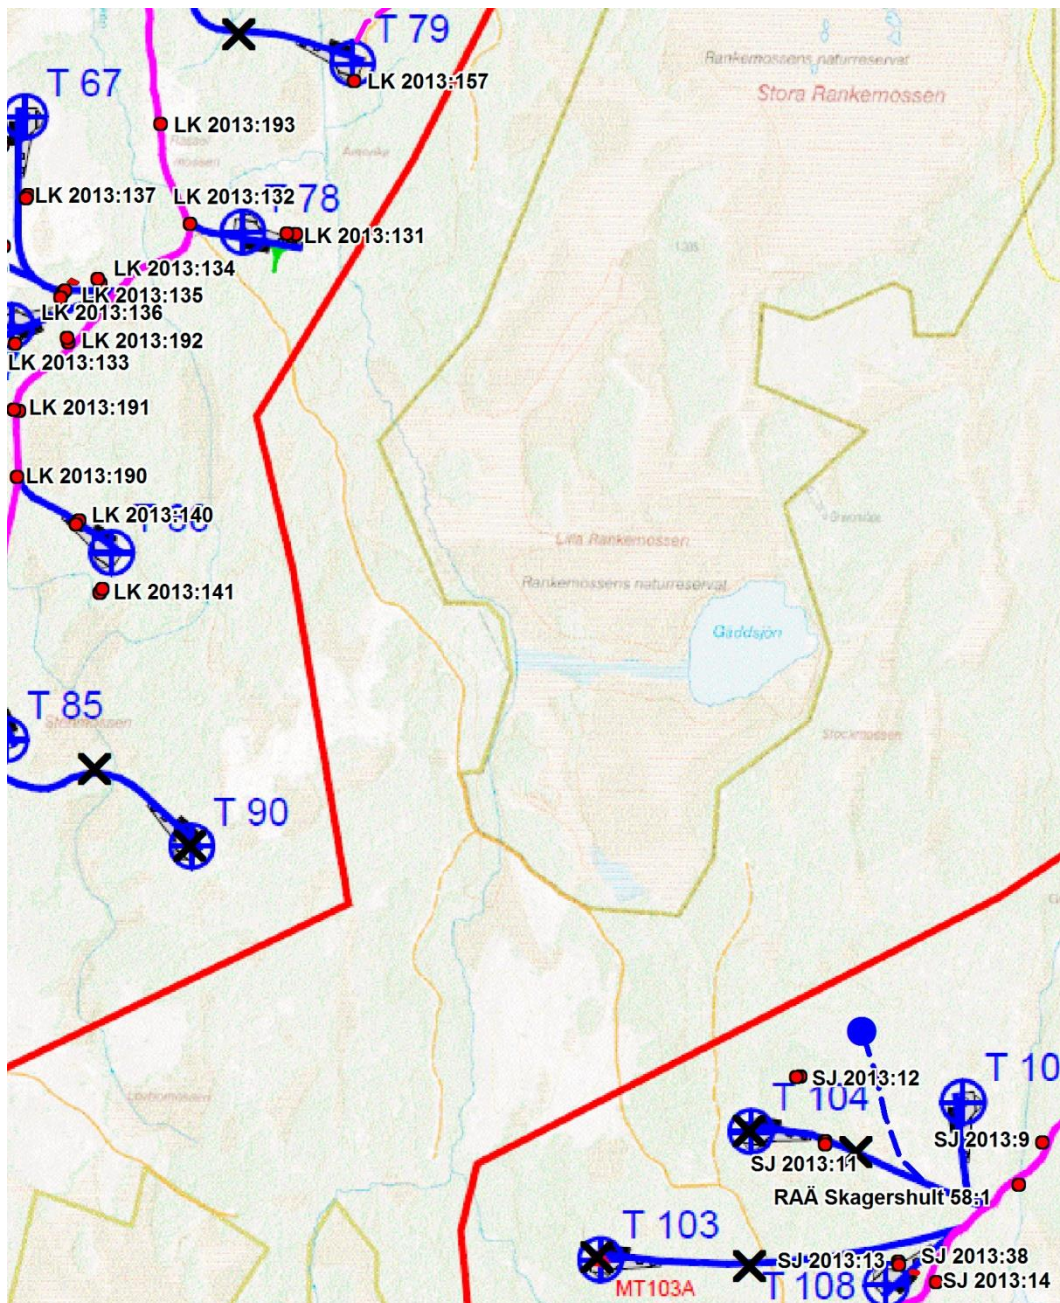 T 79
Rankemossens naturreservat
LK 2013:157
T 67
Stora Rankemossen
LK 2013:193
mossen
LK 2013:137
LK 2013:132
T 78
LK 2013:131
LK 2013:134
LK 2013:135
LK 2013:136
LK 2013:192
LK 2013:133
LK 2013:191
LK 2013:190
LK 2013:140
Lilla Rankemossen
Rankemossens naturreservat
LK 2013:141
Gäddsjön
T 85
Stenmossen
Stockmossen
T 90
T 10
SJ 2013:12
T 104
SJ 2013:9
SJ 2013:11
RAÄ Skagershult 58:1
T 103
SJ 2013:13
SJ 2013:38
MT103A
T 108
SJ 2013:14